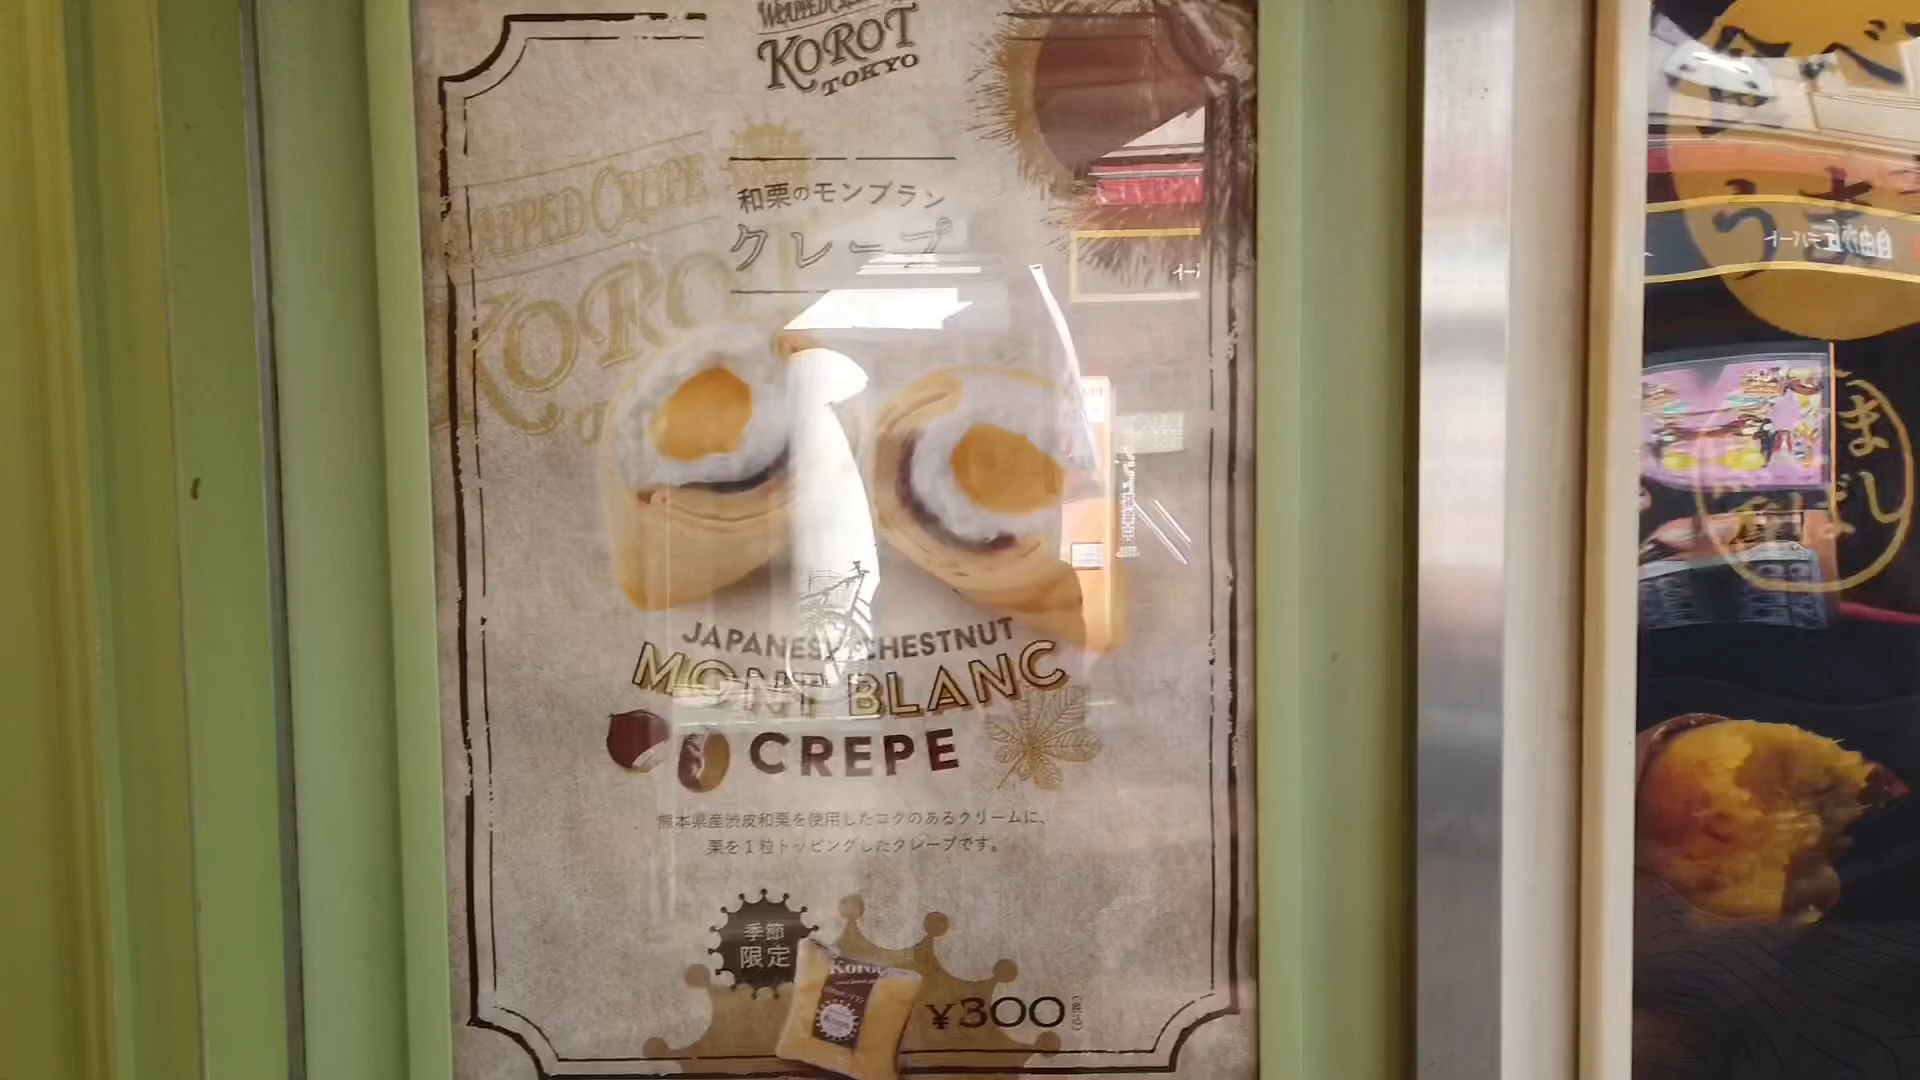 WRAPPED CREPE
KOROT
TOKYO
和栗のモンブラン
クレープ
JAPANESE CHESTNUT
MONT BLANC
CREPE
熊本県産渋皮和栗を使用したコクのあるクリームに、
栗を1粒トッピングしたクレープです。
季節
限定
Korot
¥300